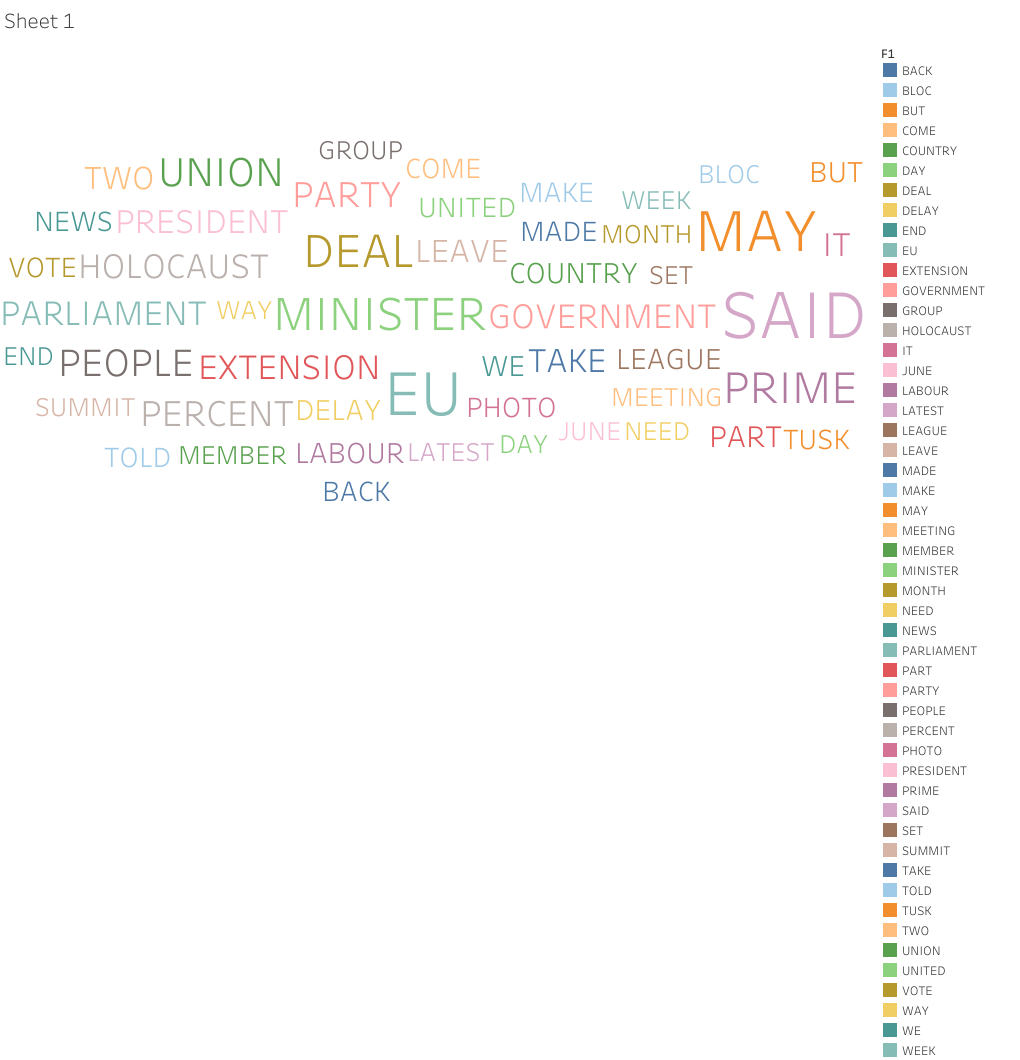 Sheet 1
GROUP
TWO UNION COME BLOC BUT
PARTY MAKE WEEK
NEWS PRESIDENT UNITED MADE MONTH MAY IT
VOTE HOLOCAUST DEAL LEAVE COUNTRY SET
PARLIAMENT WAY MINISTER GOVERNMENT SAID
END PEOPLE EXTENSION WE TAKE LEAGUE
SUMMIT PERCENT DELAY EU PHOTO MEETING PRIME
TOLD MEMBER LABOUR LATEST DAY JUNE NEED PART TUSK
BACK
F1
BACK
BLOC
BUT
COME
COUNTRY
DAY
DEAL
DELAY
END
EU
EXTENSION
GOVERNMENT
GROUP
HOLOCAUST
IT
JUNE
LABOUR
LATEST
LEAGUE
LEAVE
MADE
MAKE
MAY
MEETING
MEMBER
MINISTER
MONTH
NEED
NEWS
PARLIAMENT
PART
PARTY
PEOPLE
PERCENT
PHOTO
PRESIDENT
PRIME
SAID
SET
SUMMIT
TAKE
TOLD
TUSK
TWO
UNION
UNITED
VOTE
WAY
WE
WEEK